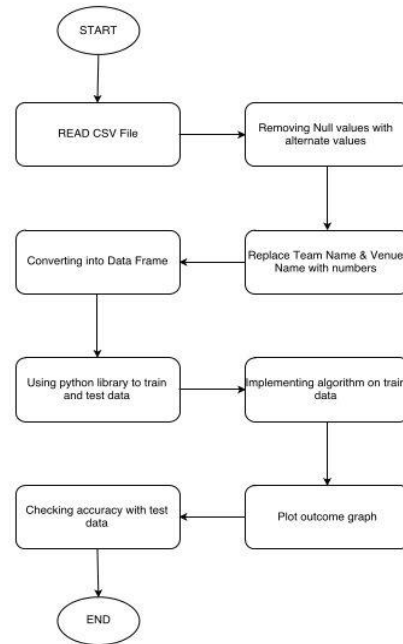 START
READ CSV File
Removing Null values with
alternate values
Replace Team Name & Venue
Name with numbers
Converting into Data Frame
Using python library to train
and test data
Implementing algorithm on train
data
Plot outcome graph
Checking accuracy with test
data
END